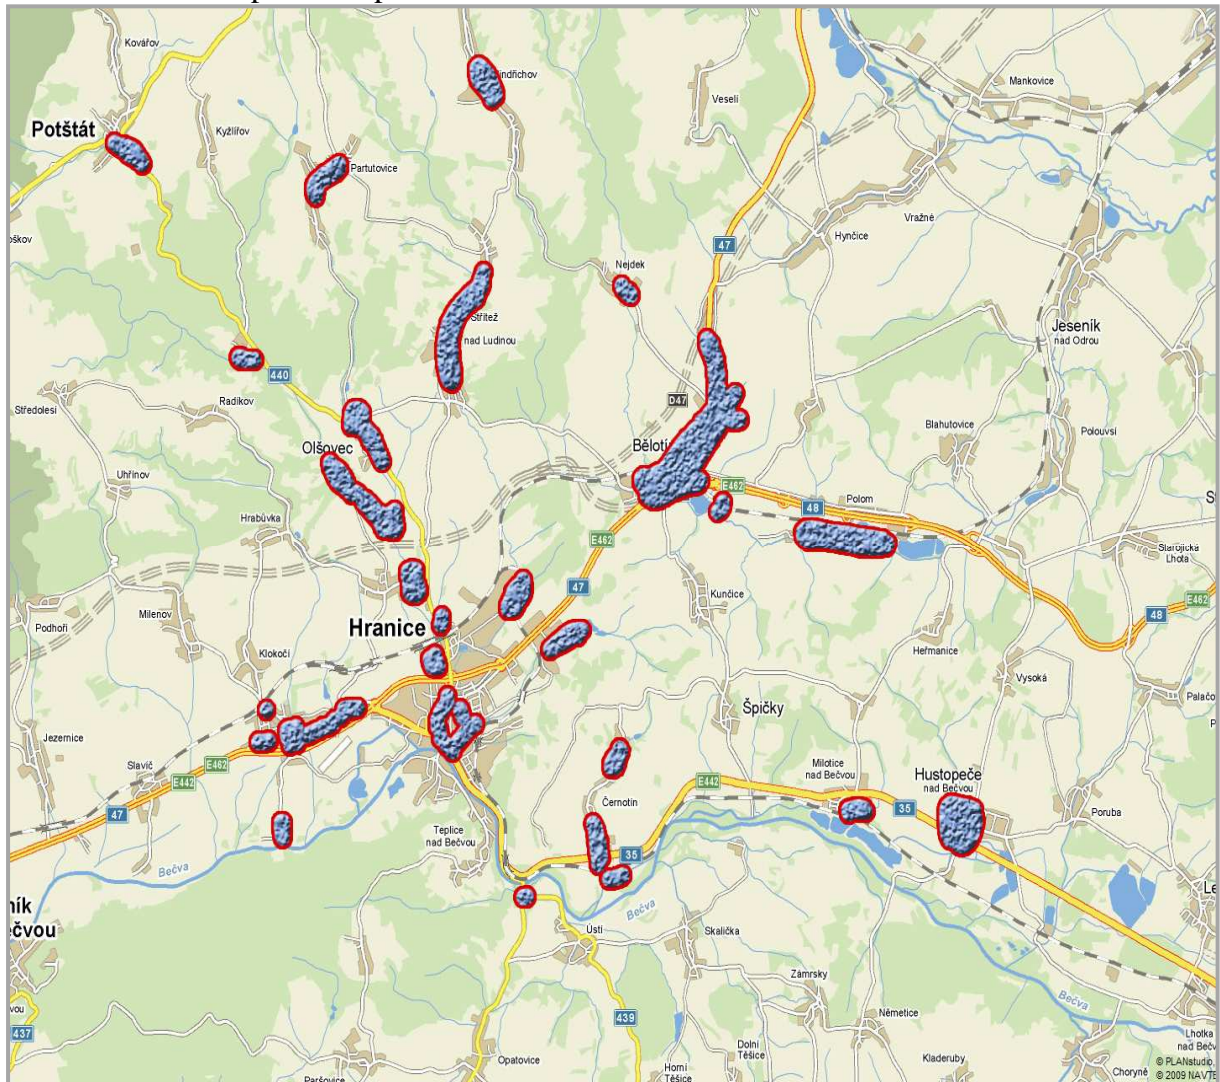 Kovářov
Jindřichov
Mankovice
Veselí
Potštát
Kyžlířov
Partutovice
Vražné
47
Hynčice
Nejdek
Střítež
nad Ludinou
Jeseník
nad Odrou
440
D47
Radíkov
Středolesí
Blahutovice
Polouvsí
Olšovec
Uhřínov
E462
Polom
48
Hrabůvka
E462
Starojická
Lhota
47
Kunčice
E462
48
Milenov
Podhoří
Hranice
Heřmanice
Klokočí
Vysoká
Špičky
Jezernice
Slavíč
E462
E442
E442
Milotice
nad Bečvou
Hustopeče
nad Bečvou
47
Černotín
35
Poruba
Teplice
nad Bečvou
35
Bečva
Bečva
ník
ečvou
Ústí
Skalička
Zámrsky
Bečva
Němetice
439
437
Dolní
Těšice
Lhotka
nad Bečv
Opatovice
Kladeruby
Horní
Těšice
Choryně
Paršovice
© PLANstudio,
© 2009 NAVTE